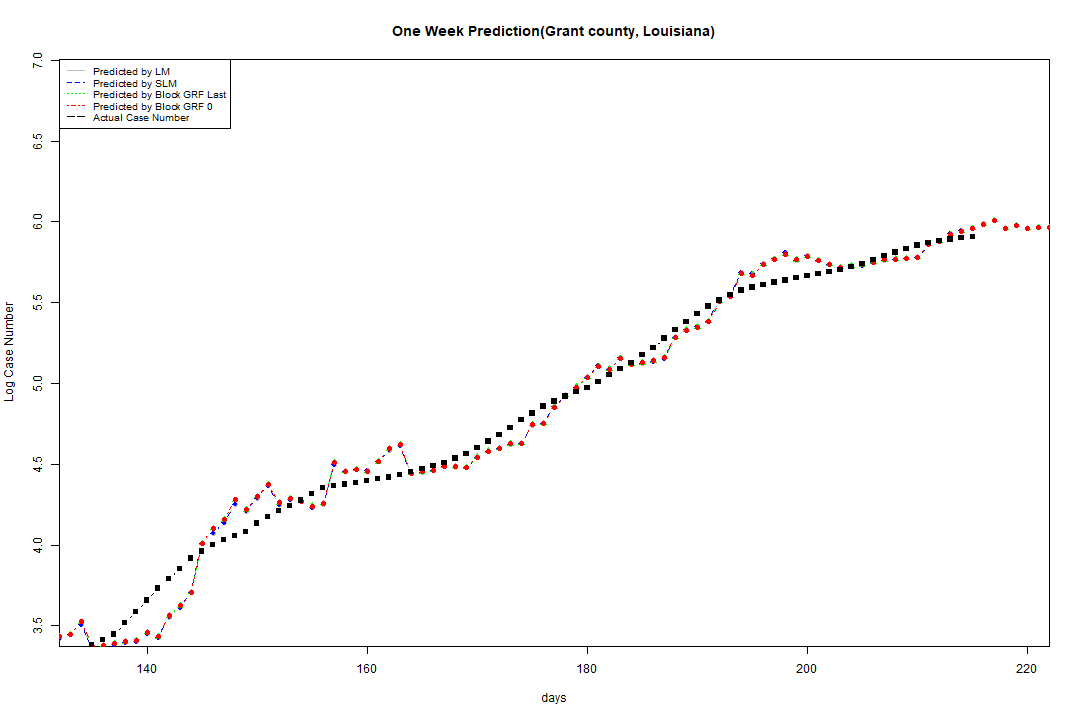 One Week Prediction(Grant county, Louisiana)
Predicted by LM
Predicted by SLM
Predicted by Block GRF Last
Predicted by Block GRF 0
Actual Case Number
7.0
6.5
6.0
5.5
5.0
4.5
4.0
3.5
Log Case Number
140 160 180 200 220
days